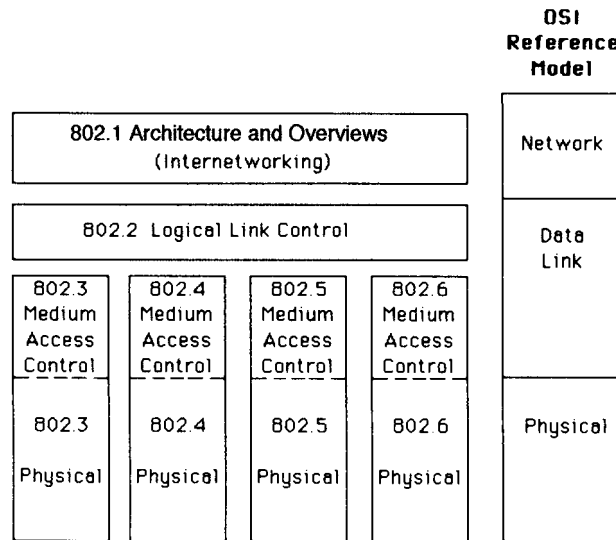 OSI
Reference
Model
802.1 Architecture and Overviews
(Internetworking)
Network
802.2 Logical Link Control
Data
Link
802.3
Medium
Access
Control
802.4
Medium
Access
Control
802.5
Medium
Access
Control
802.6
Medium
Access
Control
802.3
Physical
802.4
Physical
802.5
Physical
802.6
Physical
Physical